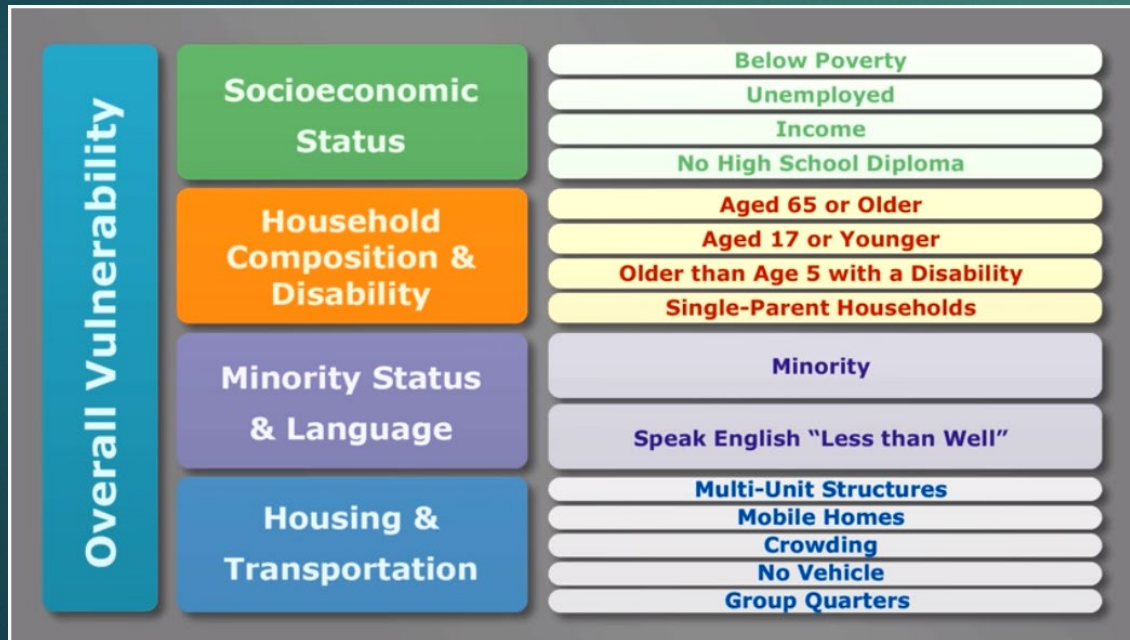 Overall Vulnerability
Socioeconomic
Status
Below Poverty
Unemployed
Income
No High School Diploma
Household
Composition &
Disability
Aged 65 or Older
Aged 17 or Younger
Older than Age 5 with a Disability
Single-Parent Households
Minority Status
& Language
Minority
Speak English “Less than Well”
Housing &
Transportation
Multi-Unit Structures
Mobile Homes
Crowding
No Vehicle
Group Quarters